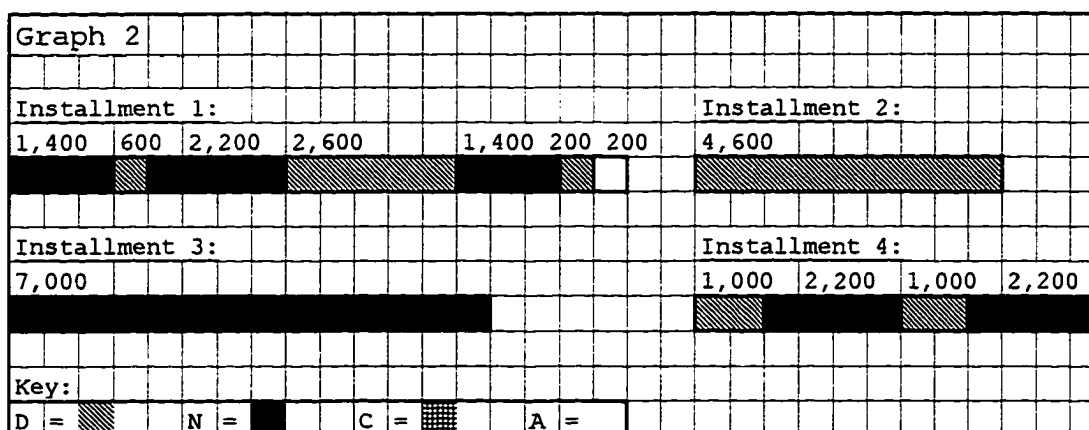 Graph 2
Installment 1:
1,400 600 2,200 2,600 1,400 200 200
Installment 2:
4,600
Installment 3:
7,000
Installment 4:
1,000 2,200 1,000 2,200
Key:
D = N = C = A =